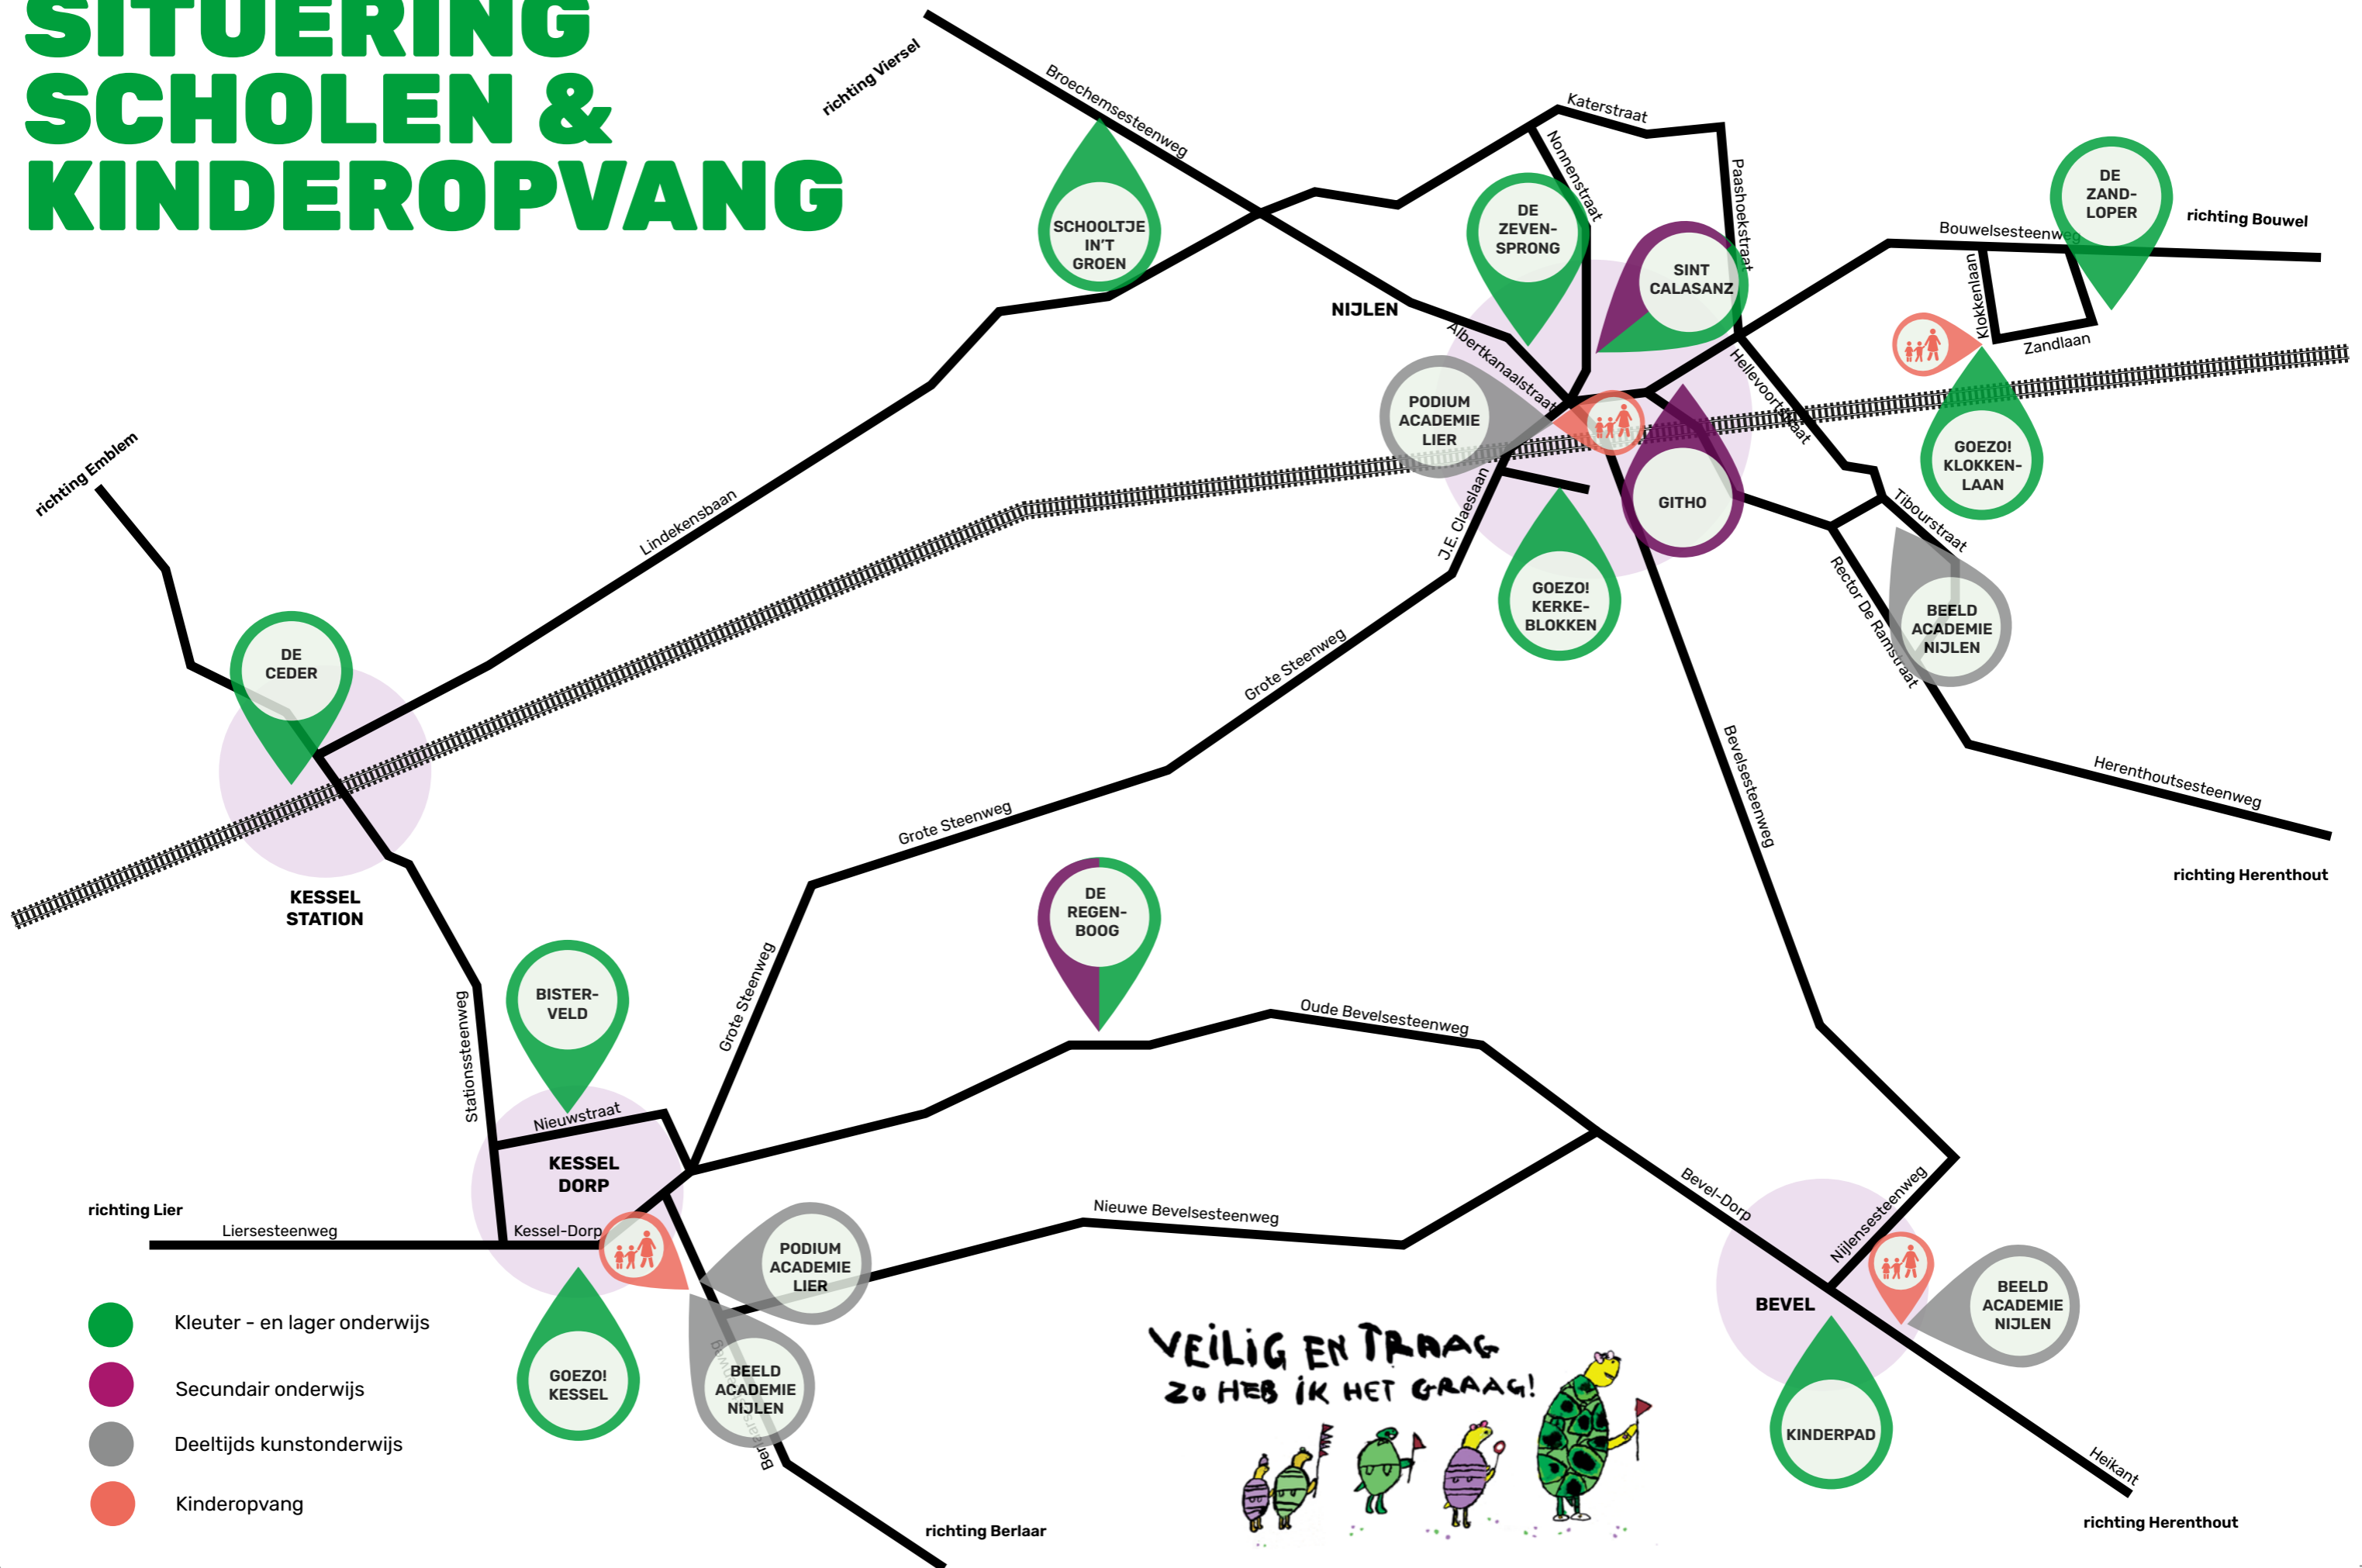 SITUERING
SCHOLEN &
KINDEROPVANG
richting Viersel
Broechemsesteenweg
Katerstraat
Nonnenstraat
Paashoekstraat
SCHOOLTJE
IN'T
GROEN
DE
ZEVEN-
SPRONG
SINT
CALASANZ
DE
ZAND-
LOPER
richting Bouwel
Bouwelsesteenweg
Klokkenlaan
Zandlaan
NIJLEN
Albertkanaalstraat
Hellevoortstraat
PODIUM
ACADEMIE
LIER
GITHO
GOEZO!
KLOKKEN-
LAAN
richting Emblem
Lindekensbaan
J.E. Claeslaan
Tibourstraat
GOEZO!
KERKE-
BLOKKEN
Rector De Ramstraat
BEELD
ACADEMIE
NIJLEN
DE
CEDER
Grote Steenweg
Bevelsesteenweg
Herenthoutsesteenweg
Grote Steenweg
richting Herenthout
KESSEL
STATION
DE
REGEN-
BOOG
BISTER-
VELD
Grote Steenweg
Stationssteenweg
Oude Bevelsesteenweg
Nieuwstraat
KESSEL
DORP
richting Lier
Liersesteenweg
Kessel-Dorp
Nieuwe Bevelsesteenweg
Bevel-Dorp
Nijlensesteenweg
PODIUM
ACADEMIE
LIER
BEVEL
BEELD
ACADEMIE
NIJLEN
Kleuter - en lager onderwijs
Secundair onderwijs
Deeltijds kunstonderwijs
Kinderopvang
GOEZO!
KESSEL
BEELD
ACADEMIE
NIJLEN
VEILIG EN TRAAG
ZO HEB IK HET GRAAG!
KINDERPAD
Heikant
richting Berlaar
richting Herenthout